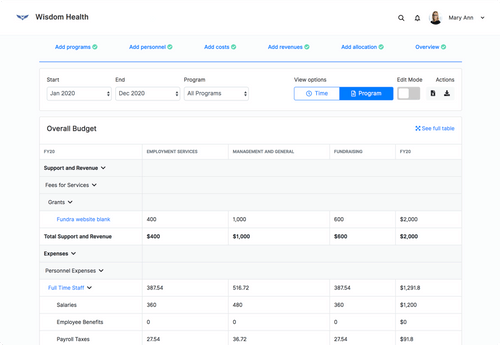 Wisdom Health
Mary Ann
Add programs
Add personnel
Add costs
Add revenues
Add allocation
Overview
Start
End
Program
View options
Edit Mode
Actions
Jan 2020
Dec 2020
All Programs
Time
Program
Overall Budget
See full table
FY20 EMPLOYMENT SERVICES MANAGEMENT AND GENERAL FUNDRAISING FY20
Support and Revenue
Fees for Services
Grants
Fundra website blank 400 1,000 600 $2,000
Total Support and Revenue $400 $1,000 $600 $2,000
Expenses
Personnel Expenses
Full Time Staff 387.54 516.72 387.54 $1,291.8
Salaries 360 480 360 $1,200
Employee Benefits 0 0 0 $0
Payroll Taxes 27.54 36.72 27.54 $91.8